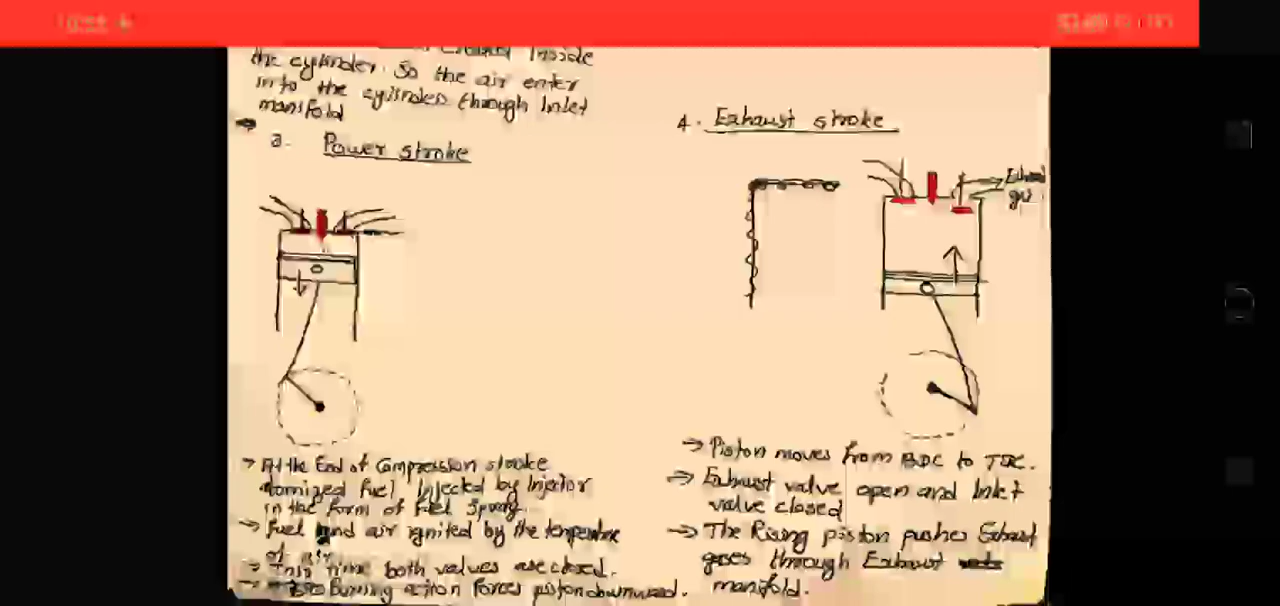 inside
the cylinder. So the air enter
into the cylinder through Inlet
manifold
Power stroke
At the End of Compression stroke
atomized fuel Injected by Injector
in the Form of Fuel Spray.
Fuel and air ignited by the temperature
of air
This time both valves are closed.
Burning action Forces piston downward.
4. Exhaust stroke
Exhaust
gas
Piston moves from BDC to TDC.
Exhaust valve open and Inlet
valve closed
The Rising piston pushes Exhaust
gases through Exhaust
manifold.